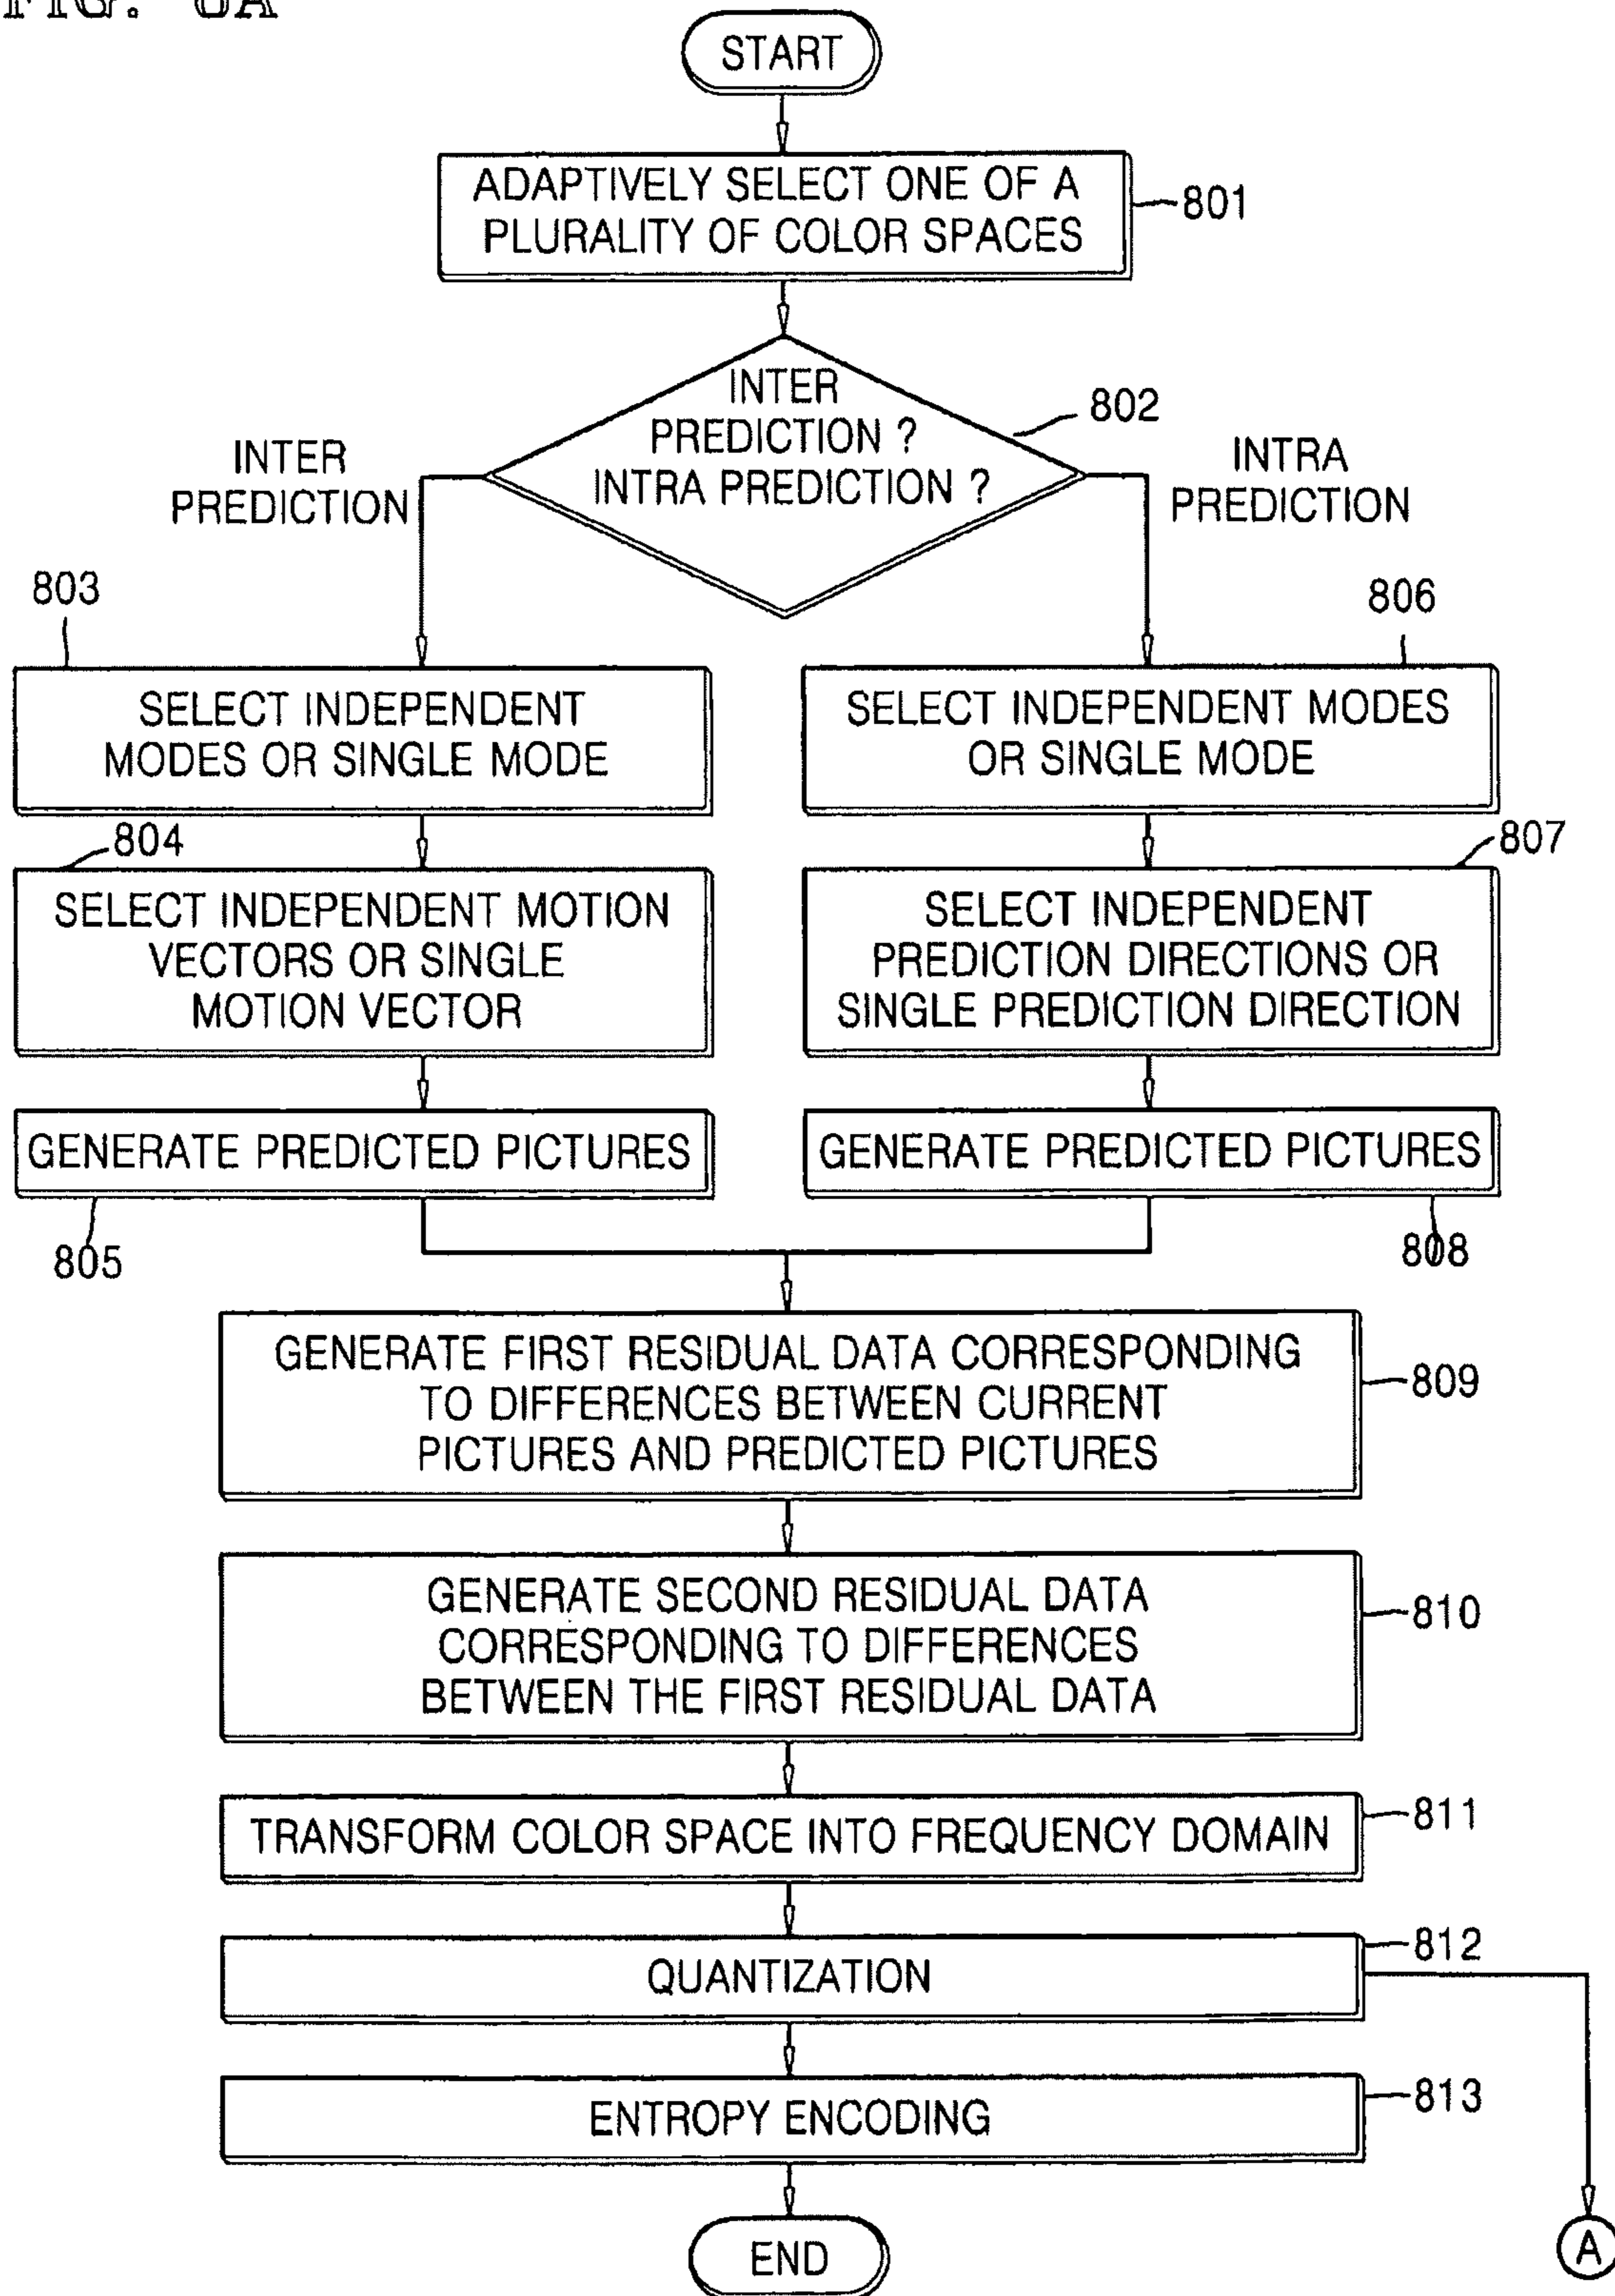 FIG. 8A
START
ADAPTIVELY SELECT ONE OF A
PLURALITY OF COLOR SPACES
801
INTER
PREDICTION ?
INTRA PREDICTION ?
802
INTER
PREDICTION
INTRA
PREDICTION
803
SELECT INDEPENDENT
MODES OR SINGLE MODE
806
SELECT INDEPENDENT MODES
OR SINGLE MODE
804
SELECT INDEPENDENT MOTION
VECTORS OR SINGLE
MOTION VECTOR
807
SELECT INDEPENDENT
PREDICTION DIRECTIONS OR
SINGLE PREDICTION DIRECTION
GENERATE PREDICTED PICTURES
805
GENERATE PREDICTED PICTURES
808
GENERATE FIRST RESIDUAL DATA CORRESPONDING
TO DIFFERENCES BETWEEN CURRENT
PICTURES AND PREDICTED PICTURES
809
GENERATE SECOND RESIDUAL DATA
CORRESPONDING TO DIFFERENCES
BETWEEN THE FIRST RESIDUAL DATA
810
TRANSFORM COLOR SPACE INTO FREQUENCY DOMAIN
811
QUANTIZATION
812
ENTROPY ENCODING
813
END
A